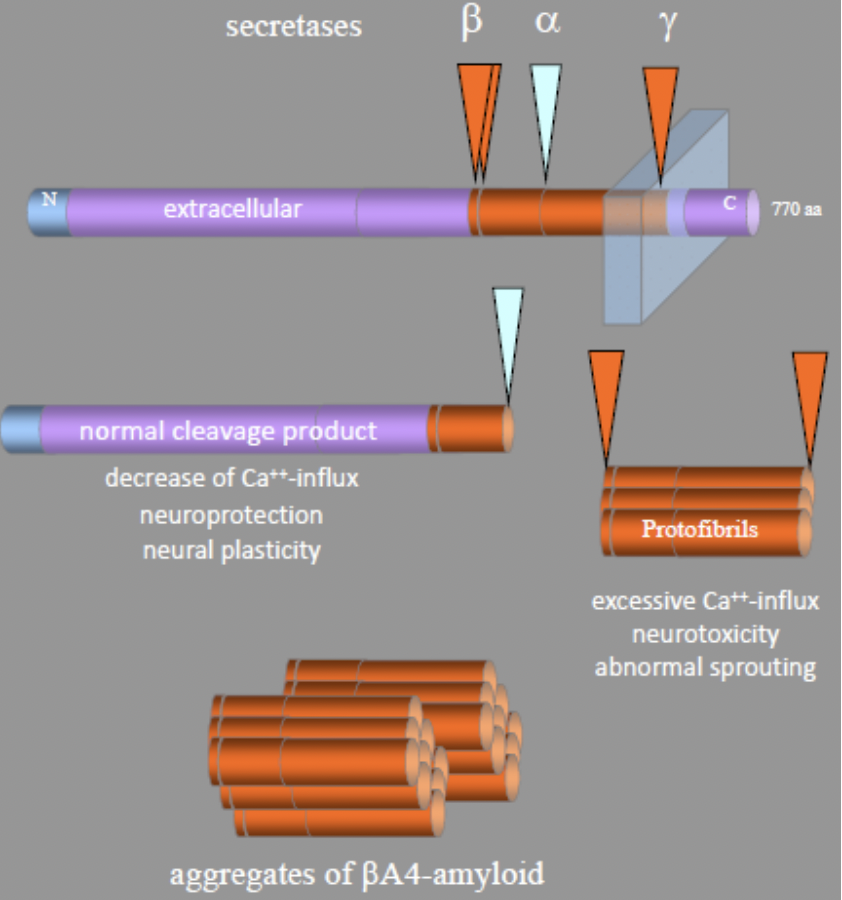 secretases β α γ
N extracellular C 770 aa
normal cleavage product
decrease of Ca⁺⁺-influx
neuroprotection
neural plasticity
Protofibrils
excessive Ca⁺⁺-influx
neurotoxicity
abnormal sprouting
aggregates of βA4-amyloid